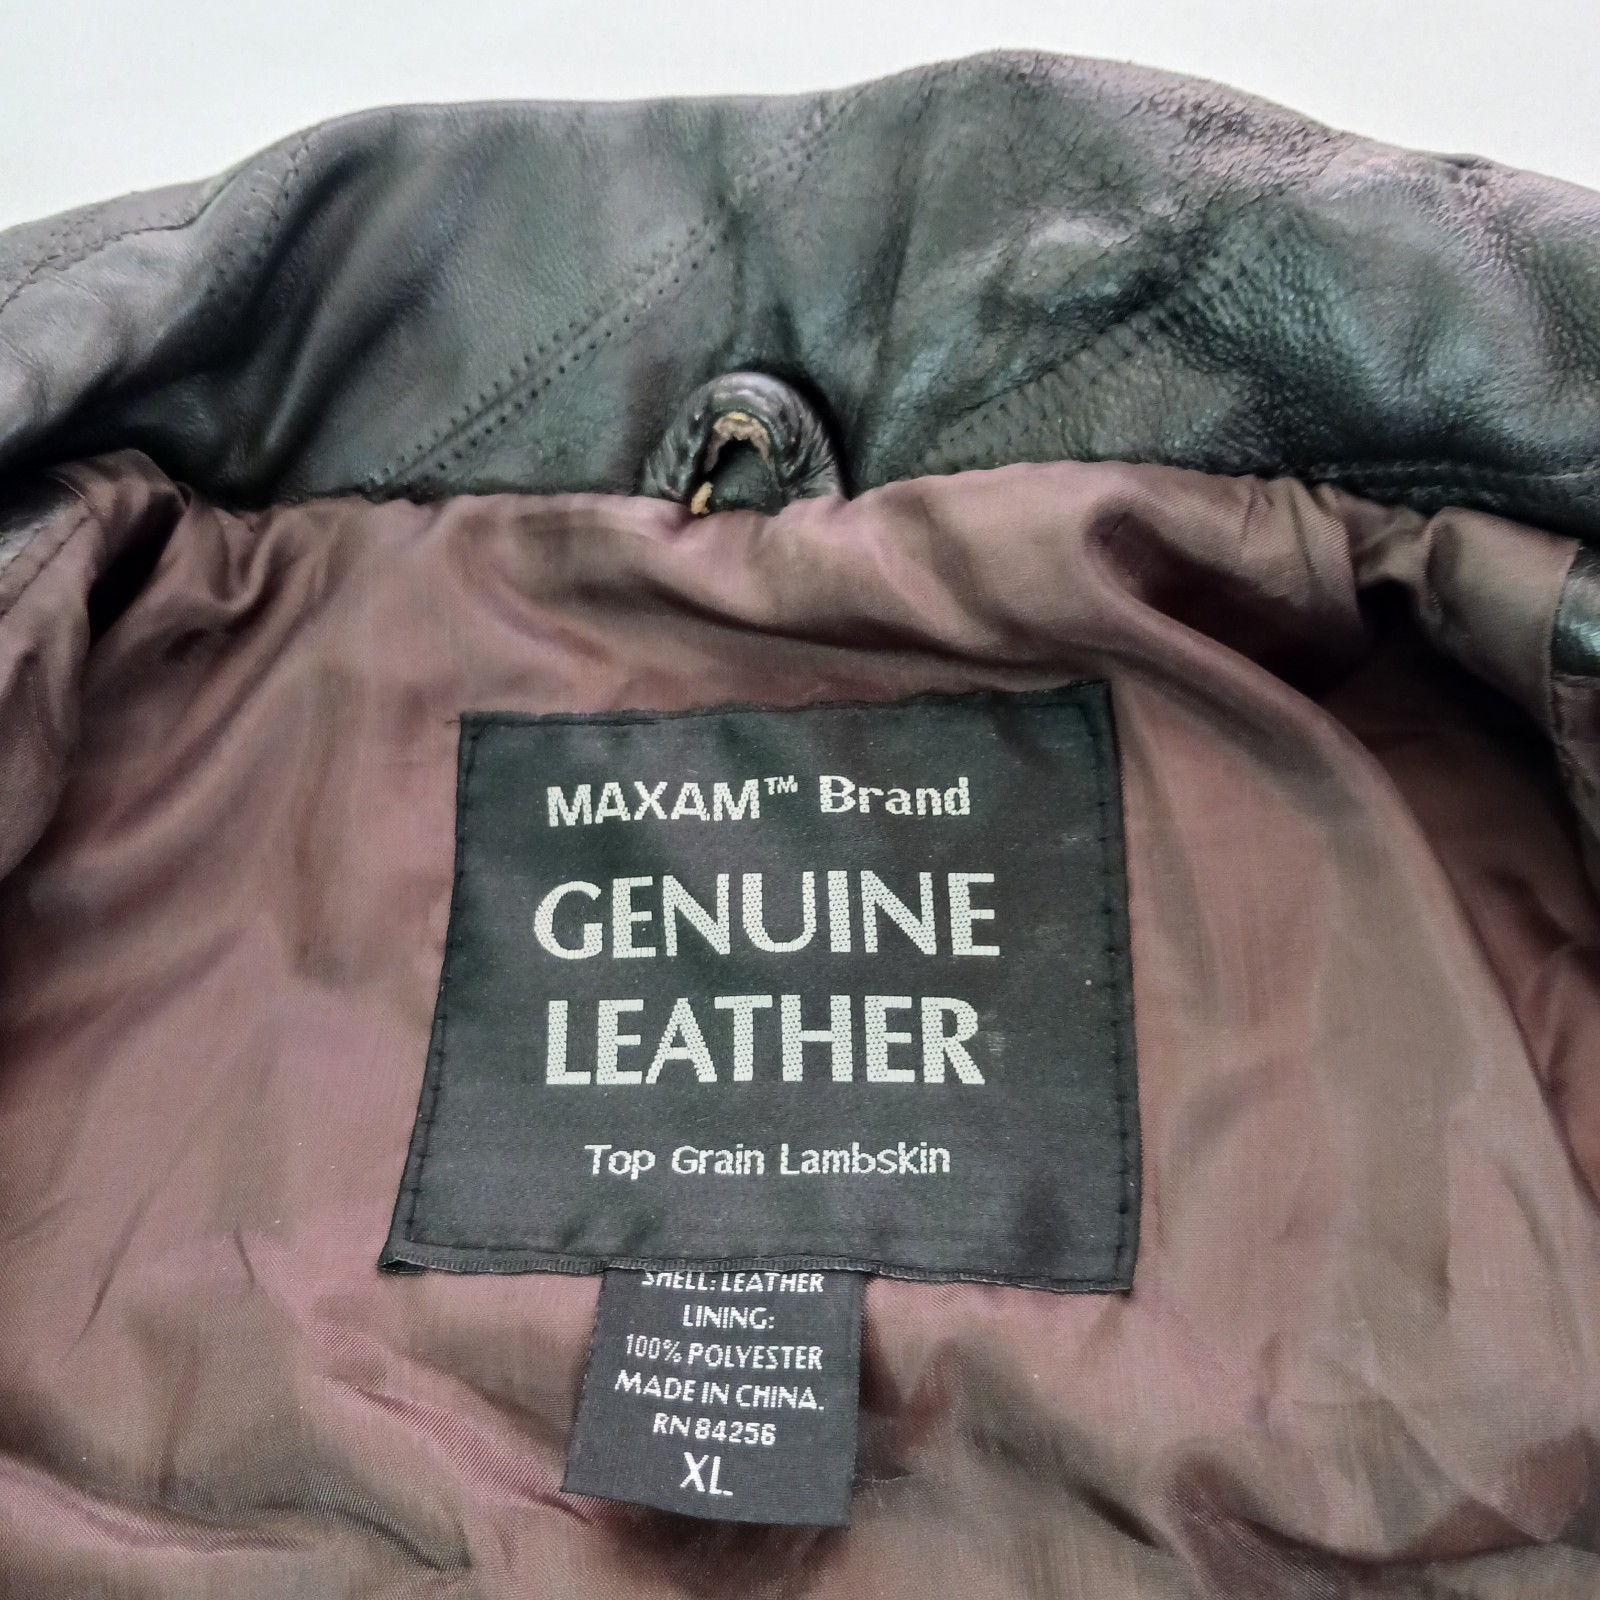 MAXAM™ Brand
GENUINE
LEATHER
Top Grain Lambskin
SHELL: LEATHER
LINING:
100% POLYESTER
MADE IN CHINA.
RN 84256
XL